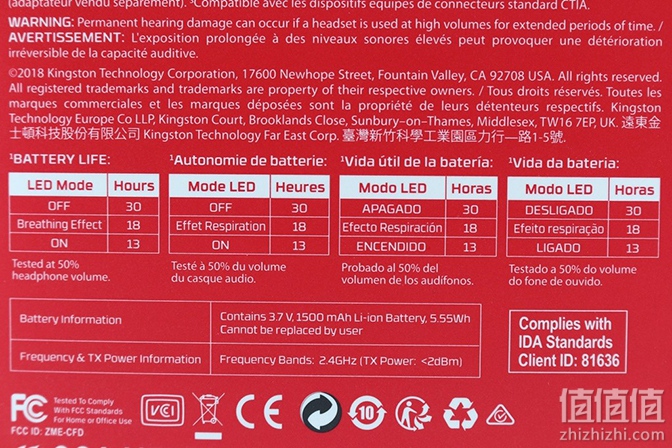 (adaptateur vendu séparément). ³Compatible avec les dispositifs équipés de connecteurs standard CTIA.
WARNING: Permanent hearing damage can occur if a headset is used at high volumes for extended periods of time. /
AVERTISSEMENT: L'exposition prolongée à des niveaux sonores élevés peut provoquer une détérioration
irréversible de la capacité auditive.
©2018 Kingston Technology Corporation, 17600 Newhope Street, Fountain Valley, CA 92708 USA. All rights reserved.
All registered trademarks and trademarks are property of their respective owners. / Tous droits réservés. Toutes les
marques commerciales et les marques déposées sont la propriété de leurs détenteurs respectifs. Kingston
Technology Europe Co LLP, Kingston Court, Brooklands Close, Sunbury-on-Thames, Middlesex, TW16 7EP, UK. 遠東金
士頓科技股份有限公司 Kingston Technology Far East Corp. 臺灣新竹科學工業園區力行一路1-5號.
¹BATTERY LIFE:
LED Mode Hours
OFF 30
Breathing Effect 18
ON 13
Tested at 50%
headphone volume.
¹Autonomie de batterie:
Mode LED Heures
OFF 30
Effet Respiration 18
ON 13
Testé à 50% du volume
du casque audio.
¹Vida útil de la batería:
Modo LED Horas
APAGADO 30
Efecto Respiración 18
ENCENDIDO 13
Probado al 50% del
volumen de los audífonos.
¹Vida da bateria:
Modo LED Horas
DESLIGADO 30
Efeito respiração 18
LIGADO 13
Testado a 50% do volume
do fone de ouvido.
Battery Information
Contains 3.7 V, 1500 mAh Li-ion Battery, 5.55Wh
Cannot be replaced by user
Frequency & TX Power Information
Frequency Bands: 2.4GHz (TX Power: <2dBm)
Complies with
IDA Standards
Client ID: 81636
FC
Tested To Comply
With FCC Standards
For Home or Office Use
FCC ID: ZME-CFD
VCI
CE
10
值值值
zhizhizhi.com